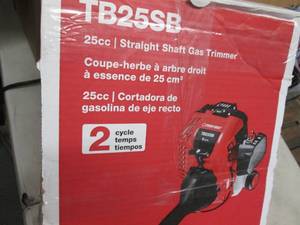 TB25SB
25cc | Straight Shaft Gas Trimmer
Coupe-herbe à arbre droit
à essence de 25 cm³
25cc | Cortadora de
gasolina de eje recto
2 cycle
temps
tiempos